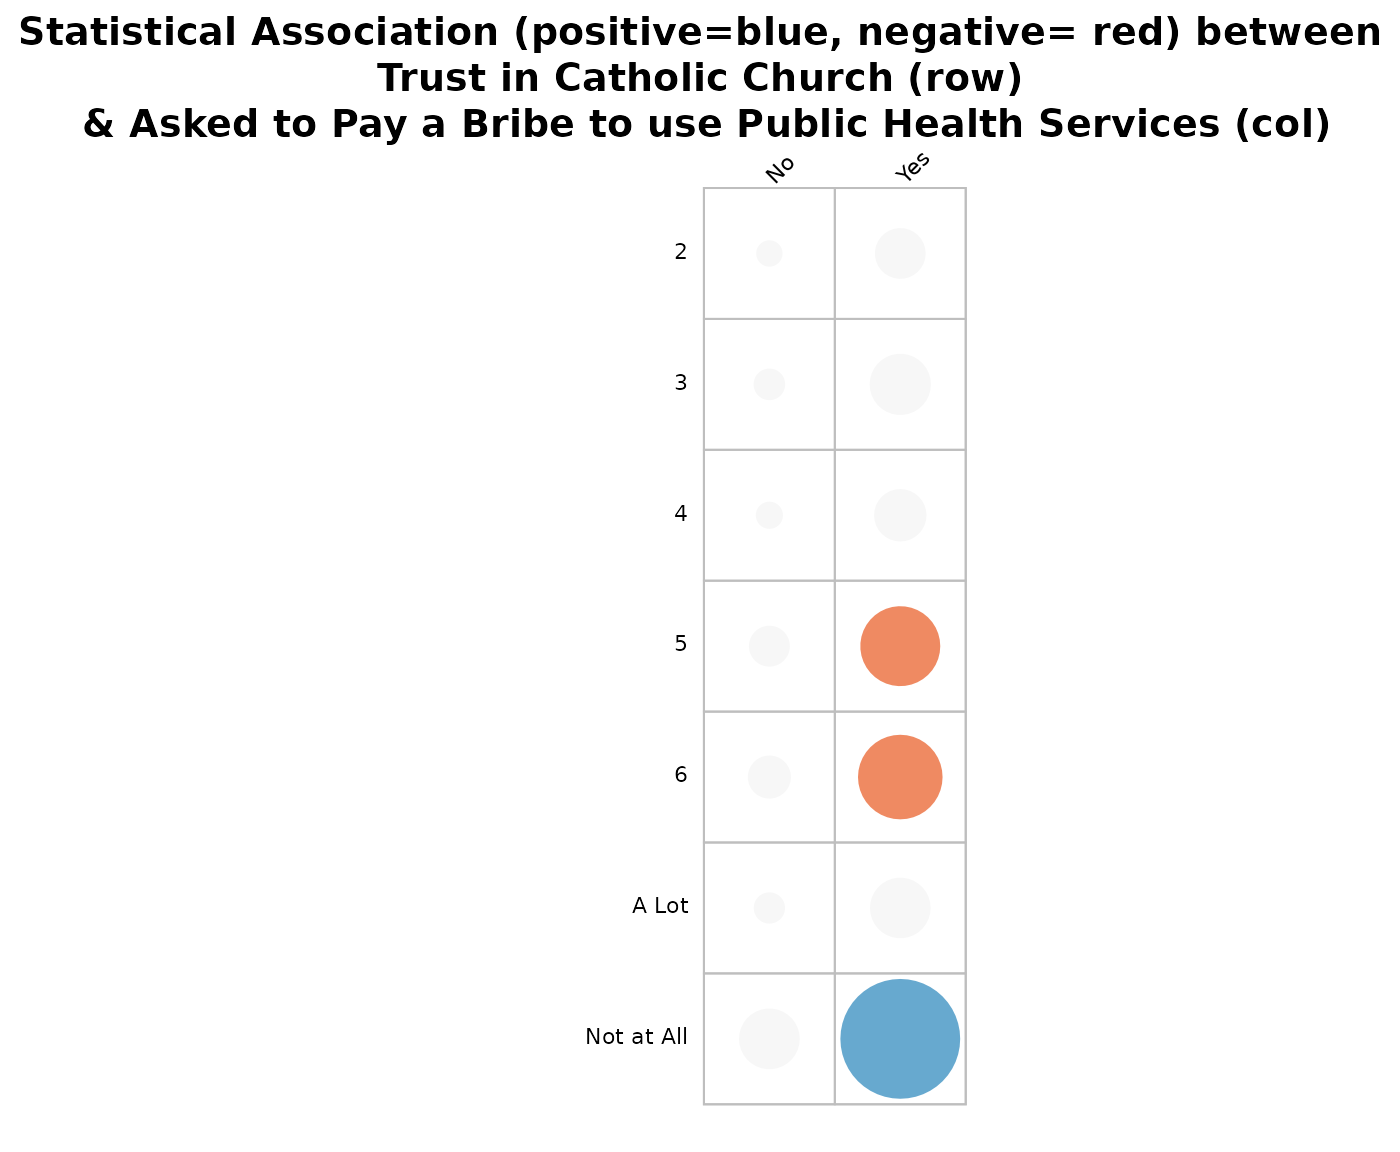 Statistical Association (positive=blue, negative= red) between
Trust in Catholic Church (row)
& Asked to Pay a Bribe to use Public Health Services (col)
No Yes
2
3
4
5
6
A Lot
Not at All